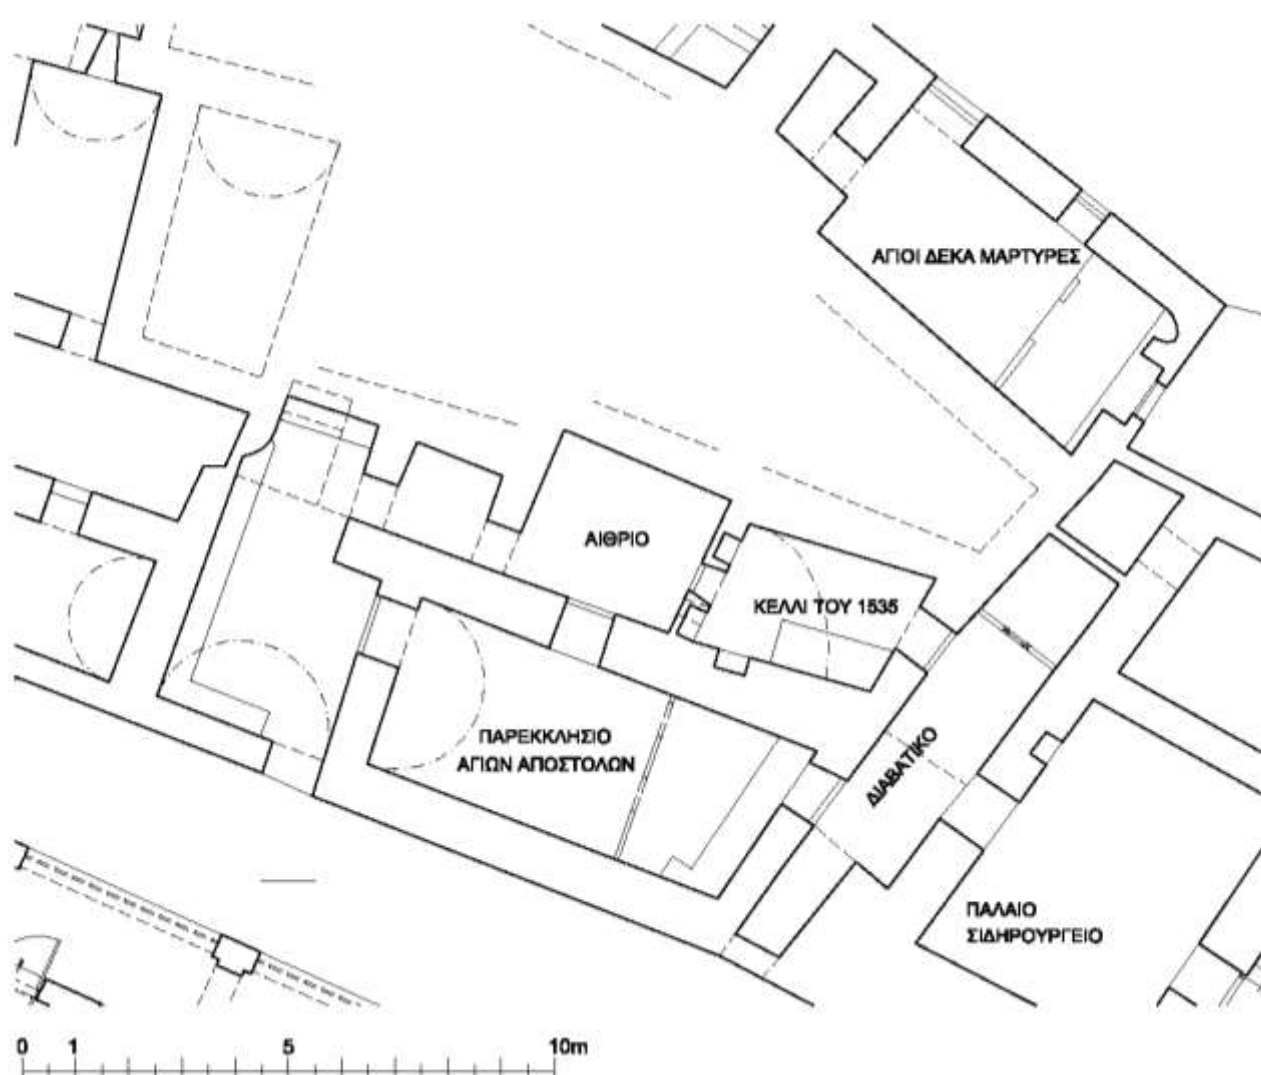 ΑΓΙΟΙ ΔΕΚΑ ΜΑΡΤΥΡΕΣ
ΑΙΘΡΙΟ
ΚΕΛΛΙ ΤΟΥ 1535
ΠΑΡΕΚΚΛΗΣΙΟ
ΑΓΙΩΝ ΑΠΟΣΤΟΛΩΝ
ΔΙΑΒΑΤΙΚΟ
ΠΑΛΑΙΟ
ΣΙΔΗΡΟΥΡΓΕΙΟ
0 1 5 10m